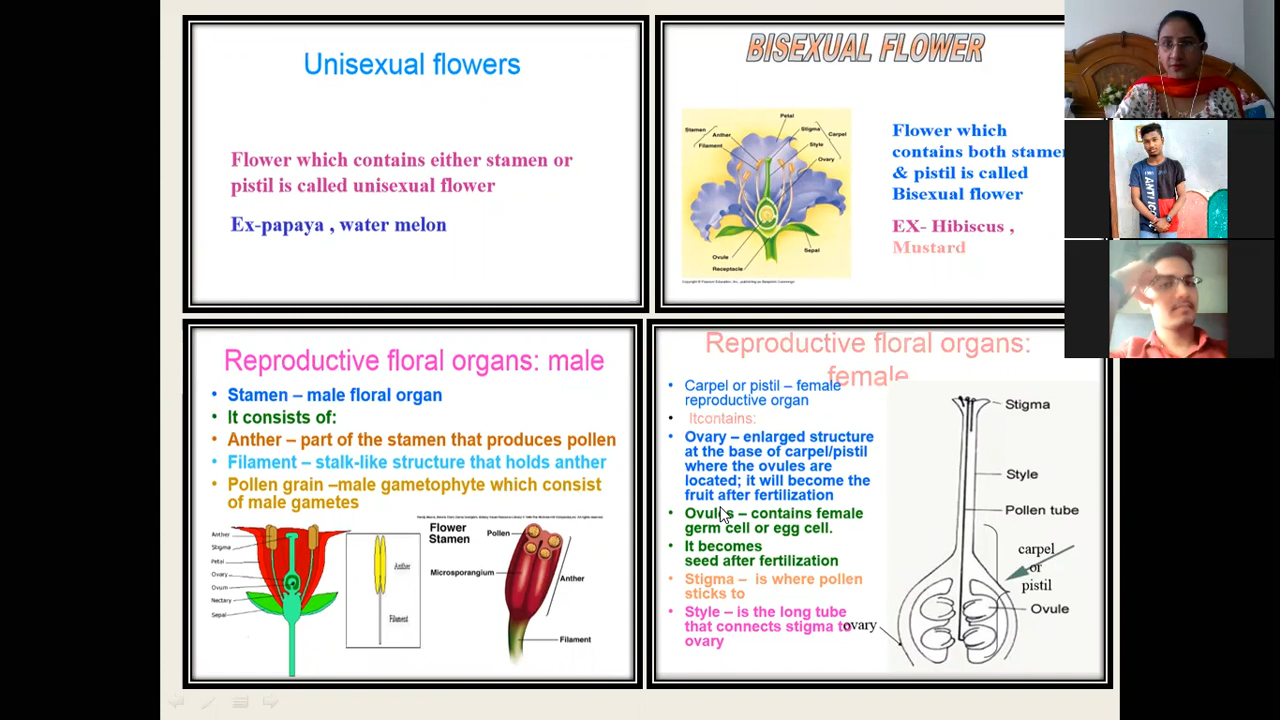 Unisexual flowers
Flower which contains either stamen or
pistil is called unisexual flower
Ex-papaya , water melon
BISEXUAL FLOWER
Petal
Stamen
Anther
Filament
Stigma
Carpel
Style
Ovary
Sepal
Ovule
Receptacle
Flower which
contains both stamen
& pistil is called
Bisexual flower
EX- Hibiscus ,
Mustard
ANTI
Reproductive floral organs: male
• Stamen – male floral organ
• It consists of:
• Anther – part of the stamen that produces pollen
• Filament – stalk-like structure that holds anther
• Pollen grain –male gametophyte which consist
of male gametes
Anther
Stigma
Petal
Ovary
Ovum
Nectary
Sepal
Anther
Filament
Flower
Stamen
Pollen
Microsporangium
Anther
Filament
Reproductive floral organs:
female
• Carpel or pistil – female
reproductive organ
• Itcontains:
• Ovary – enlarged structure
at the base of carpel/pistil
where the ovules are
located; it will become the
fruit after fertilization
• Ovules – contains female
germ cell or egg cell.
• It becomes
seed after fertilization
• Stigma – is where pollen
sticks to
• Style – is the long tube
that connects stigma to
ovary
Stigma
Style
Pollen tube
carpel
or
pistil
Ovule
ovary